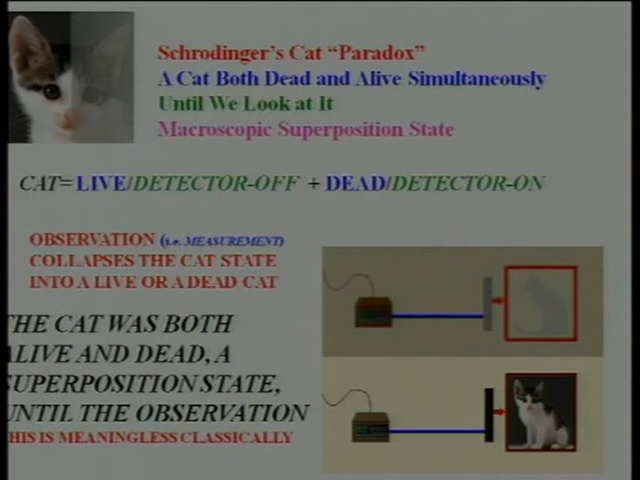 Schrodinger's Cat “Paradox”
A Cat Both Dead and Alive Simultaneously
Until We Look at It
Macroscopic Superposition State
CAT= LIVE/DETECTOR-OFF + DEAD/DETECTOR-ON
OBSERVATION (i.e. MEASUREMENT)
COLLAPSES THE CAT STATE
INTO A LIVE OR A DEAD CAT
THE CAT WAS BOTH
ALIVE AND DEAD, A
SUPERPOSITION STATE,
UNTIL THE OBSERVATION
THIS IS MEANINGLESS CLASSICALLY